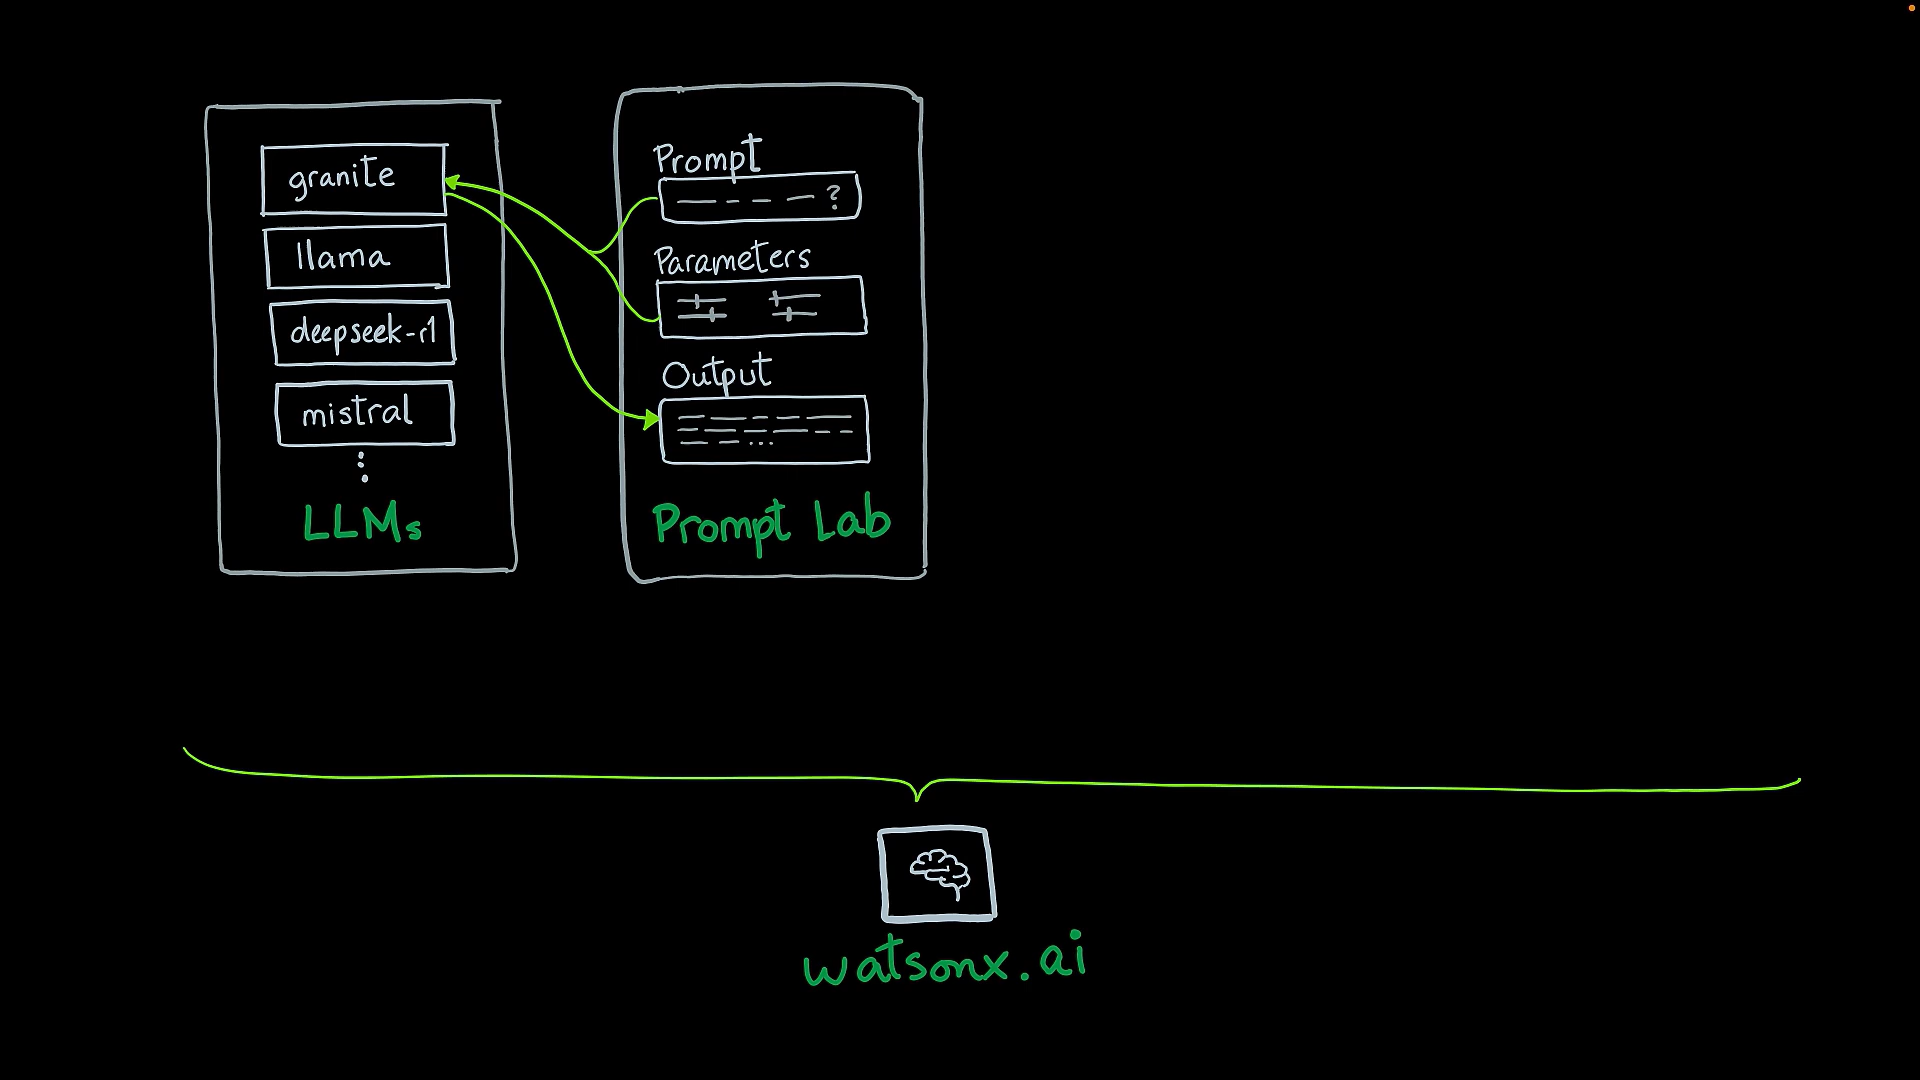 granite
llama
deepseek-r1
mistral
⋮
LLMs
Prompt
?
Parameters
Output
...
Prompt Lab
watsonx.ai